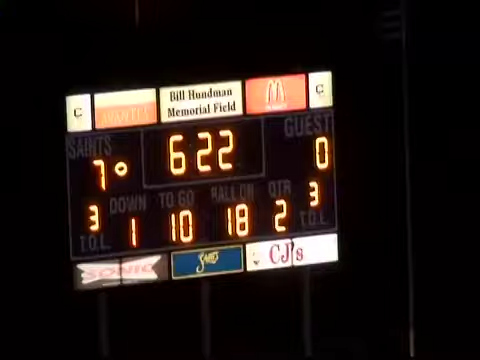 C
Bill Hundman
Memorial Field
C
SAINTS
GUEST
7
6 22
0
DOWN
TO GO
BALL ON
QTR
3
1
10
18
2
3
T.O.L.
T.O.L.
SONIC
SAINTS
CJ's